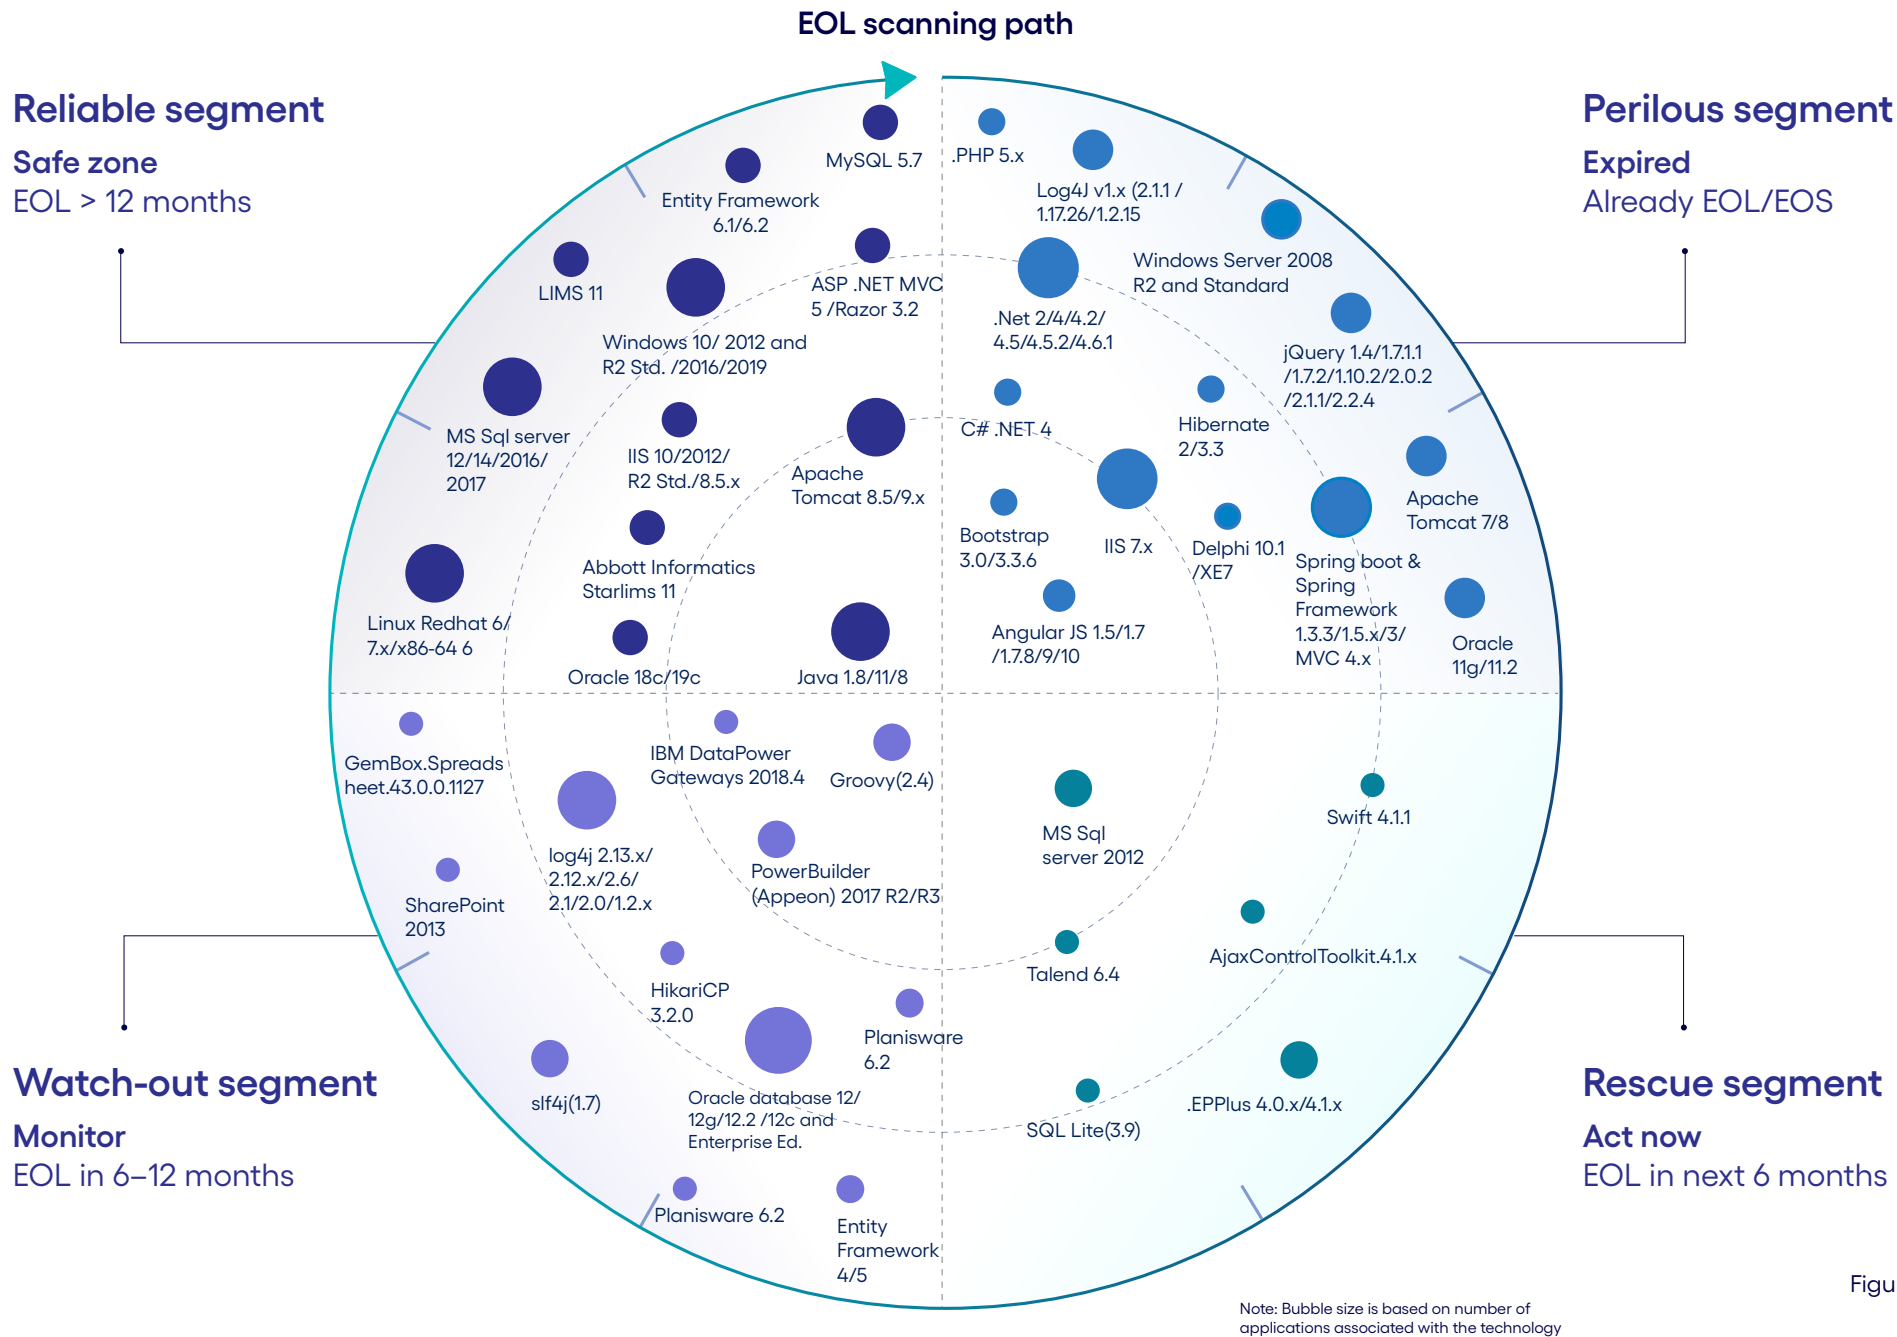 EOL scanning path
Reliable segment
Safe zone
EOL > 12 months
Perilous segment
Expired
Already EOL/EOS
MySQL 5.7
Entity Framework
6.1/6.2
LIMS 11
ASP .NET MVC
5 /Razor 3.2
Windows 10/ 2012 and
R2 Std. /2016/2019
MS Sql server
12/14/2016/
2017
IIS 10/2012/
R2 Std./8.5.x
Apache
Tomcat 8.5/9.x
Abbott Informatics
Starlims 11
Linux Redhat 6/
7.x/x86-64 6
Oracle 18c/19c
Java 1.8/11/8
.PHP 5.x
Log4J v1.x (2.1.1 /
1.17.26/1.2.15
Windows Server 2008
R2 and Standard
.Net 2/4/4.2/
4.5/4.5.2/4.6.1
jQuery 1.4/1.7.1.1
/1.7.2/1.10.2/2.0.2
/2.1.1/2.2.4
C# .NET 4
Hibernate
2/3.3
Apache
Tomcat 7/8
Bootstrap
3.0/3.3.6
IIS 7.x
Delphi 10.1
/XE7
Spring boot &
Spring
Framework
1.3.3/1.5.x/3/
MVC 4.x
Angular JS 1.5/1.7
/1.7.8/9/10
Oracle
11g/11.2
GemBox.Spreads
heet.43.0.0.1127
IBM DataPower
Gateways 2018.4
Groovy(2.4)
log4j 2.13.x/
2.12.x/2.6/
2.1/2.0/1.2.x
PowerBuilder
(Appeon) 2017 R2/R3
SharePoint
2013
HikariCP
3.2.0
Planisware
6.2
slf4j(1.7)
Oracle database 12/
12g/12.2 /12c and
Enterprise Ed.
Planisware 6.2
Entity
Framework
4/5
MS Sql
server 2012
Swift 4.1.1
Talend 6.4
AjaxControlToolkit.4.1.x
SQL Lite(3.9)
.EPPlus 4.0.x/4.1.x
Watch-out segment
Monitor
EOL in 6–12 months
Rescue segment
Act now
EOL in next 6 months
Figu
Note: Bubble size is based on number of
applications associated with the technology